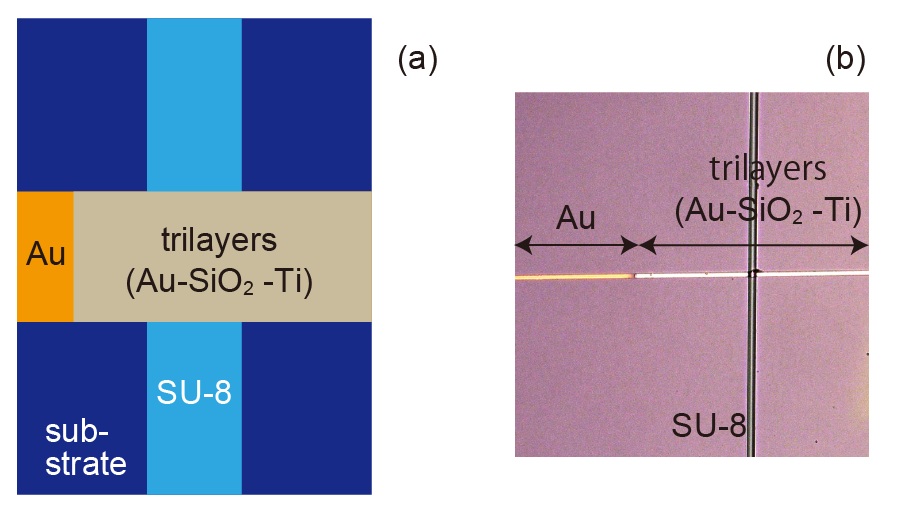 (a)
Au
trilayers
(Au-SiO₂ -Ti)
SU-8
sub-
strate
(b)
trilayers
(Au-SiO₂ -Ti)
Au
SU-8